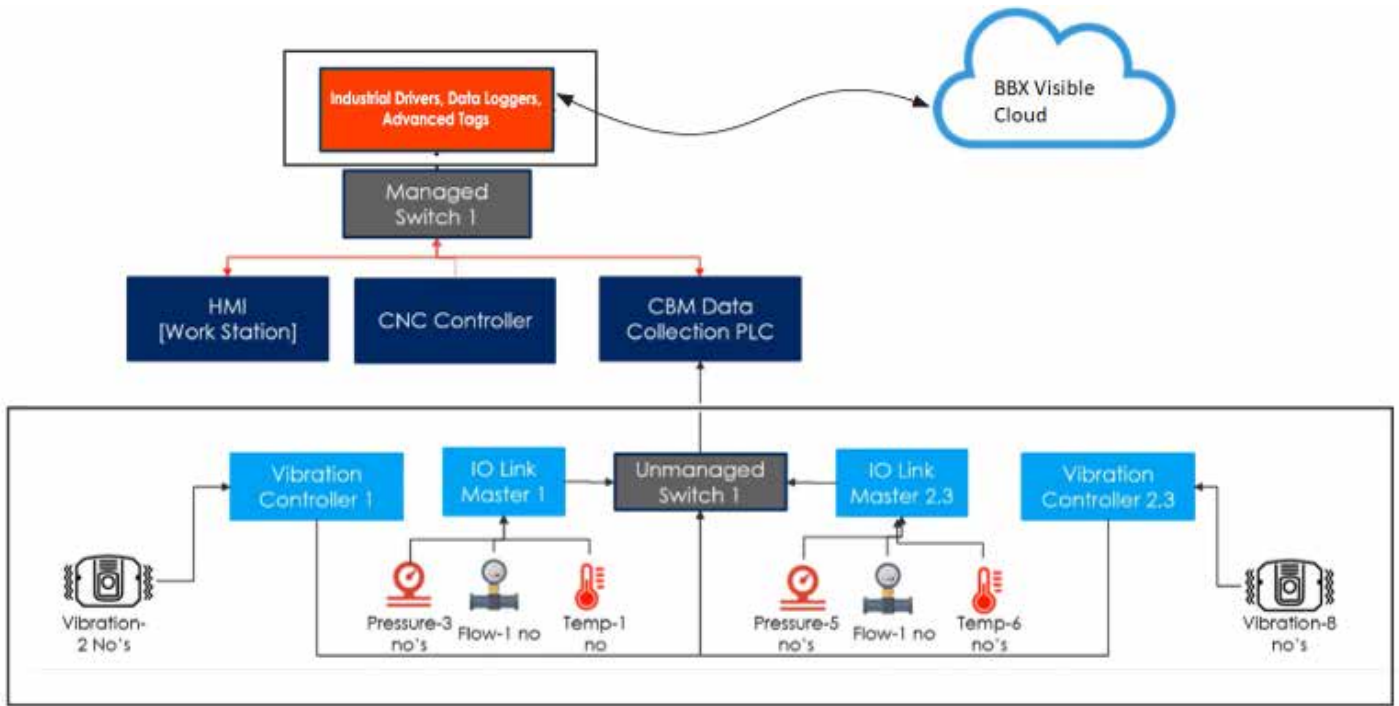 Industrial Drivers, Data Loggers,
Advanced Tags
BBX Visible
Cloud
Managed
Switch 1
HMI
[Work Station]
CNC Controller
CBM Data
Collection PLC
Vibration
Controller 1
IO Link
Master 1
Unmanaged
Switch 1
IO Link
Master 2,3
Vibration
Controller 2,3
Vibration-
2 No's
Pressure-3
no's
Flow-1 no
Temp-1
no
Pressure-5
no's
Flow-1 no
Temp-6
no's
Vibration-8
no's